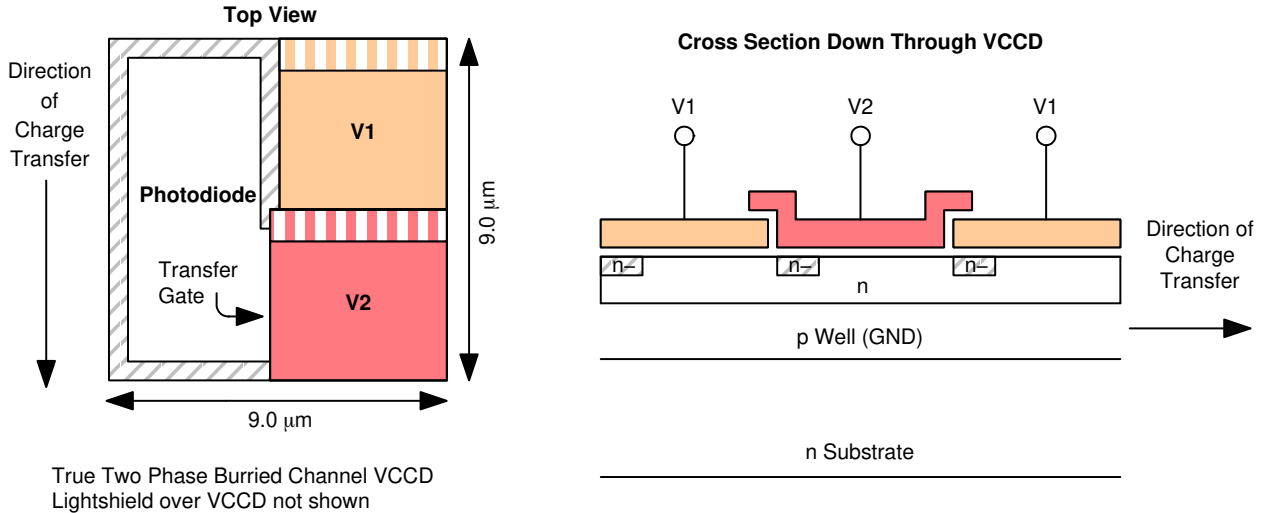 Top View
Direction
of
Charge
Transfer
V1
Photodiode
Transfer
Gate
V2
9.0 μm
9.0 μm
True Two Phase Burried Channel VCCD
Lightshield over VCCD not shown
Cross Section Down Through VCCD
V1
V2
V1
n–
n–
n–
n
p Well (GND)
n Substrate
Direction of
Charge
Transfer